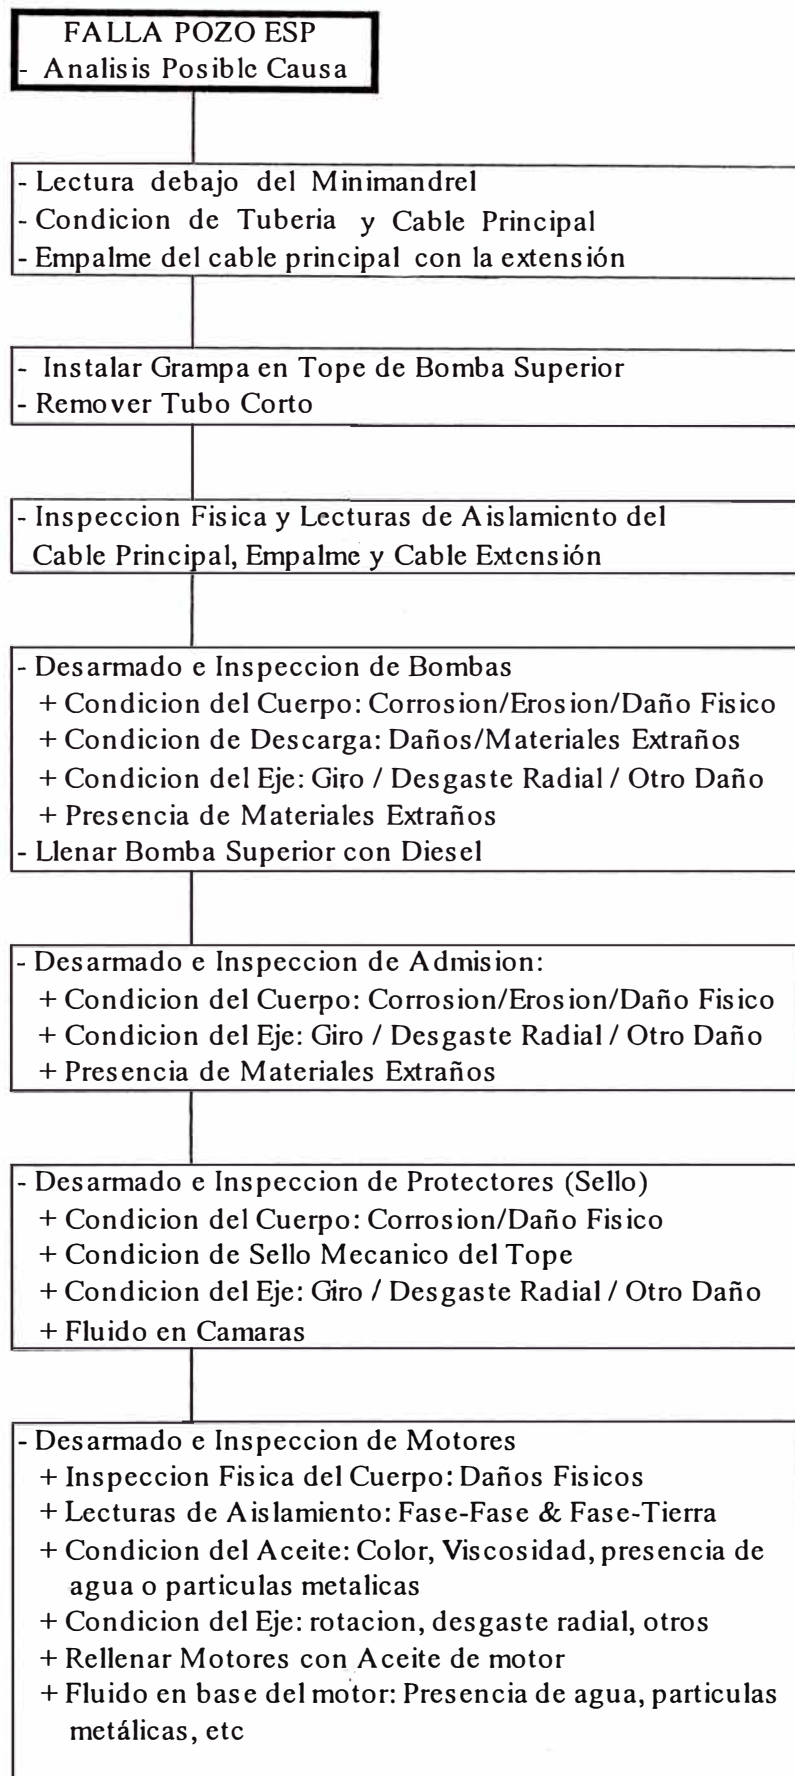 FALLA POZO ESP
- Analisis Posible Causa
- Lectura debajo del Minimandrel
- Condicion de Tuberia y Cable Principal
- Empalme del cable principal con la extensión
- Instalar Grampa en Tope de Bomba Superior
- Remover Tubo Corto
- Inspeccion Fisica y Lecturas de Aislamiento del
Cable Principal, Empalme y Cable Extensión
- Desarmado e Inspeccion de Bombas
+ Condicion del Cuerpo: Corrosion/Erosion/Daño Fisico
+ Condicion de Descarga: Daños/Materiales Extraños
+ Condicion del Eje: Giro / Desgaste Radial / Otro Daño
+ Presencia de Materiales Extraños
- Llenar Bomba Superior con Diesel
- Desarmado e Inspeccion de Admision:
+ Condicion del Cuerpo: Corrosion/Erosion/Daño Fisico
+ Condicion del Eje: Giro / Desgaste Radial / Otro Daño
+ Presencia de Materiales Extraños
- Desarmado e Inspeccion de Protectores (Sello)
+ Condicion del Cuerpo: Corrosion/Daño Fisico
+ Condicion de Sello Mecanico del Tope
+ Condicion del Eje: Giro / Desgaste Radial / Otro Daño
+ Fluido en Camaras
- Desarmado e Inspeccion de Motores
+ Inspeccion Fisica del Cuerpo: Daños Fisicos
+ Lecturas de Aislamiento: Fase-Fase & Fase-Tierra
+ Condicion del Aceite: Color, Viscosidad, presencia de
agua o particulas metalicas
+ Condicion del Eje: rotacion, desgaste radial, otros
+ Rellenar Motores con Aceite de motor
+ Fluido en base del motor: Presencia de agua, particulas
metálicas, etc